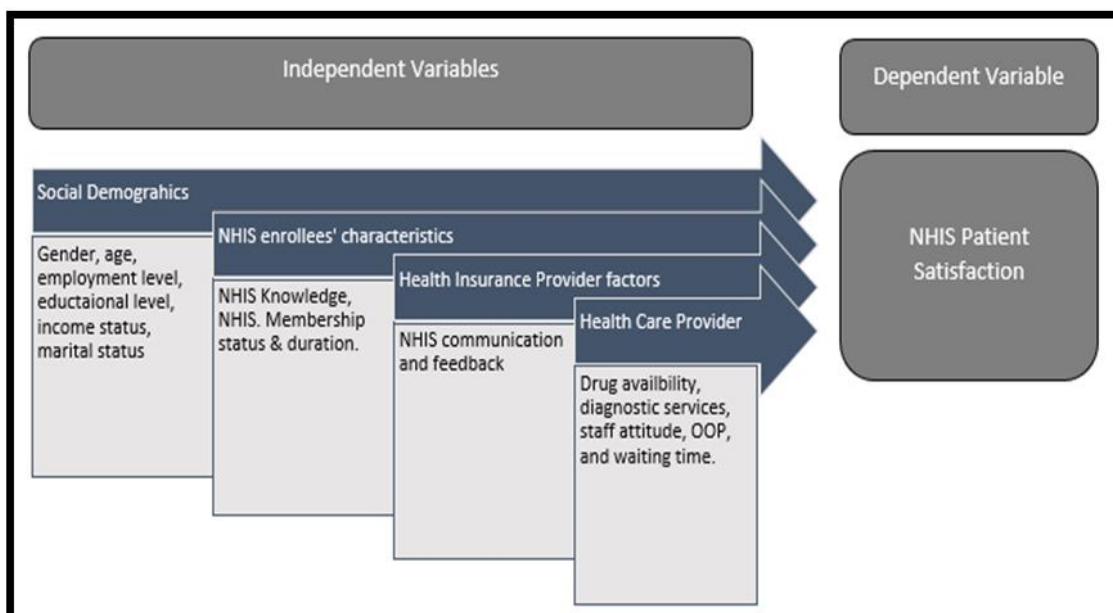 Independent Variables
Dependent Variable
Social Demograhics
Gender, age,
employment level,
eductaional level,
income status,
marital status
NHIS enrollees' characteristics
NHIS Knowledge,
NHIS. Membership
status & duration.
Health Insurance Provider factors
NHIS communication
and feedback
Health Care Provider
Drug availbility,
diagnostic services,
staff attitude, OOP,
and waiting time.
NHIS Patient
Satisfaction